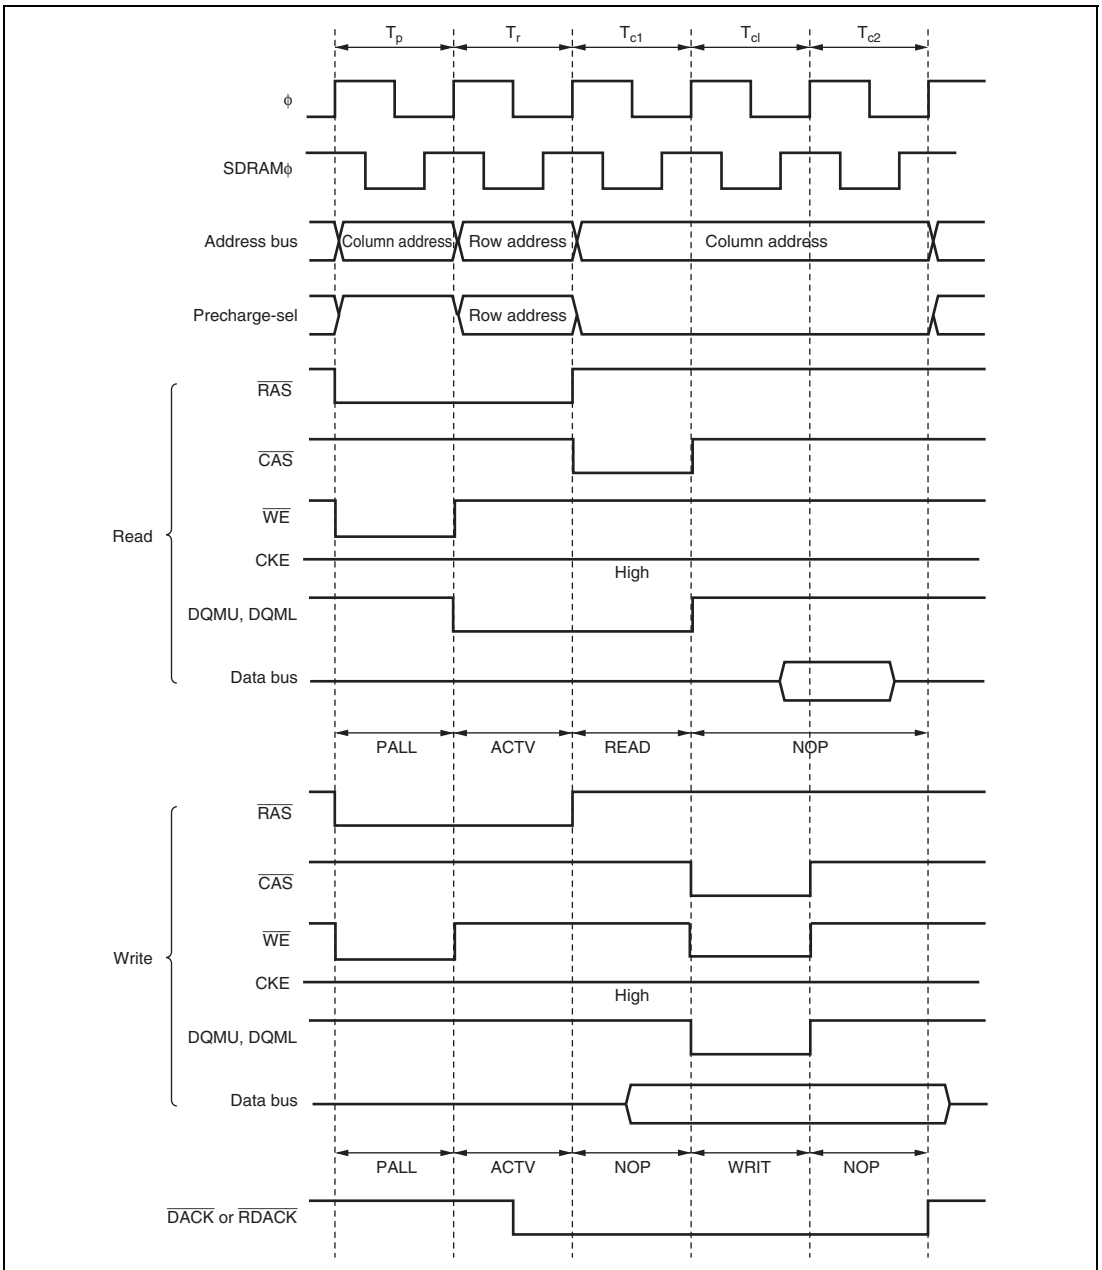 Tp Tr Tc1 Tcl Tc2
ϕ
SDRAMϕ
Address bus Column address Row address Column address
Precharge-sel Row address
Read
RAS
CAS
WE
CKE High
DQMU, DQML
Data bus
PALL ACTV READ NOP
Write
RAS
CAS
WE
CKE High
DQMU, DQML
Data bus
PALL ACTV NOP WRIT NOP
DACK or RDACK